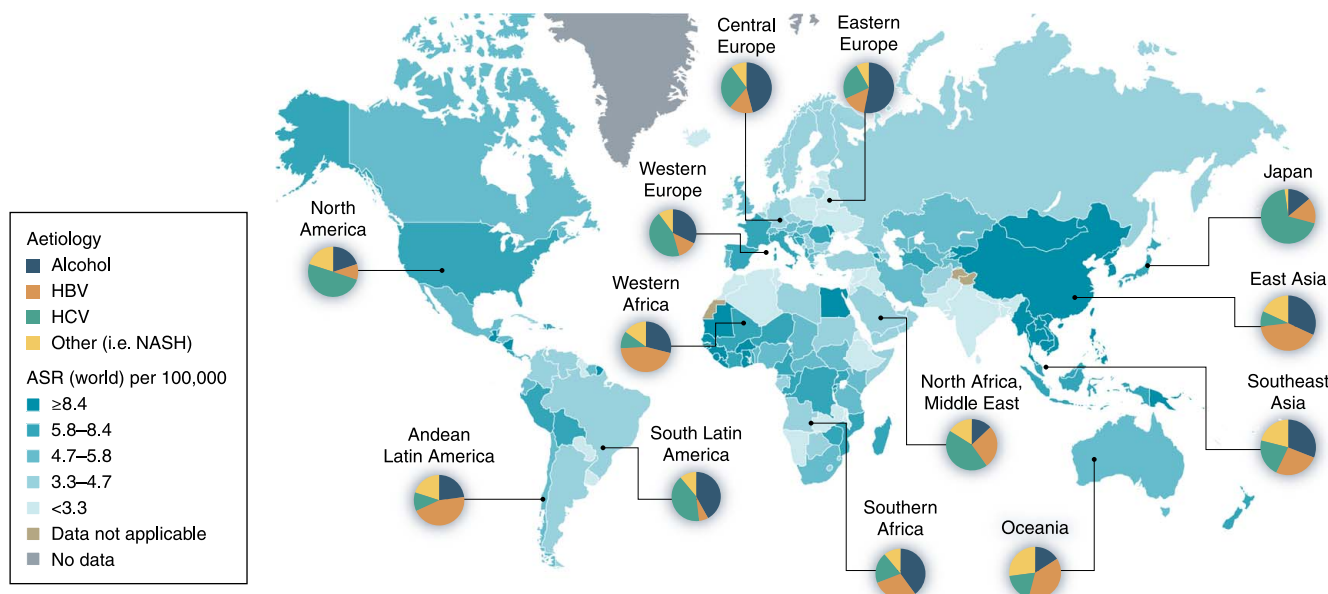 Aetiology
Alcohol
HBV
HCV
Other (i.e. NASH)
ASR (world) per 100,000
≥8.4
5.8–8.4
4.7–5.8
3.3–4.7
<3.3
Data not applicable
No data
North
America
Central
Europe
Eastern
Europe
Western
Europe
Western
Africa
Japan
East Asia
Southeast
Asia
North Africa,
Middle East
Andean
Latin America
South Latin
America
Southern
Africa
Oceania